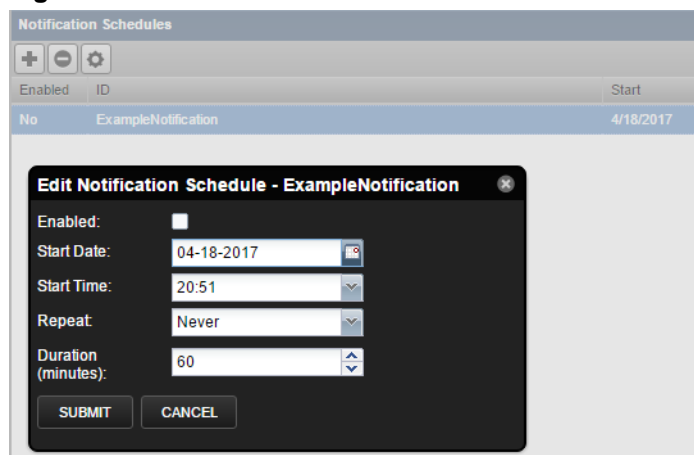 Notification Schedules
Enabled ID Start
No ExampleNotification 4/18/2017
Edit Notification Schedule - ExampleNotification
Enabled:
Start Date: 04-18-2017
Start Time: 20:51
Repeat: Never
Duration (minutes): 60
SUBMIT CANCEL